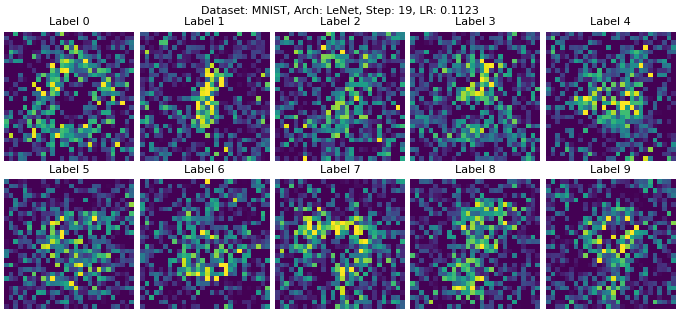 Dataset: MNIST, Arch: LeNet, Step: 19, LR: 0.1123
Label 0 Label 1 Label 2 Label 3 Label 4
Label 5 Label 6 Label 7 Label 8 Label 9